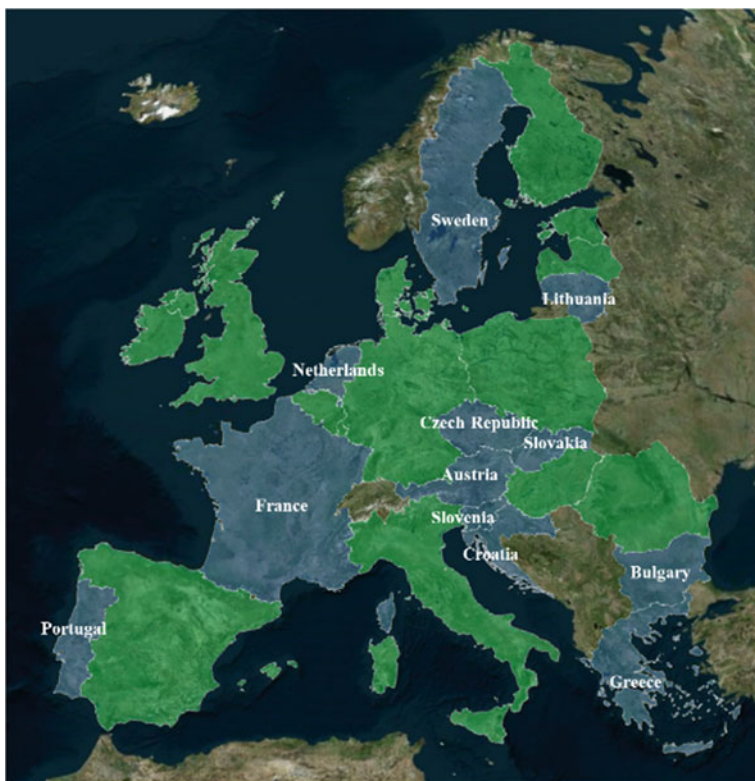 Sweden
Lithuania
Netherlands
Czech Republic
Slovakia
Austria
France
Slovenia
Croatia
Bulgary
Portugal
Greece